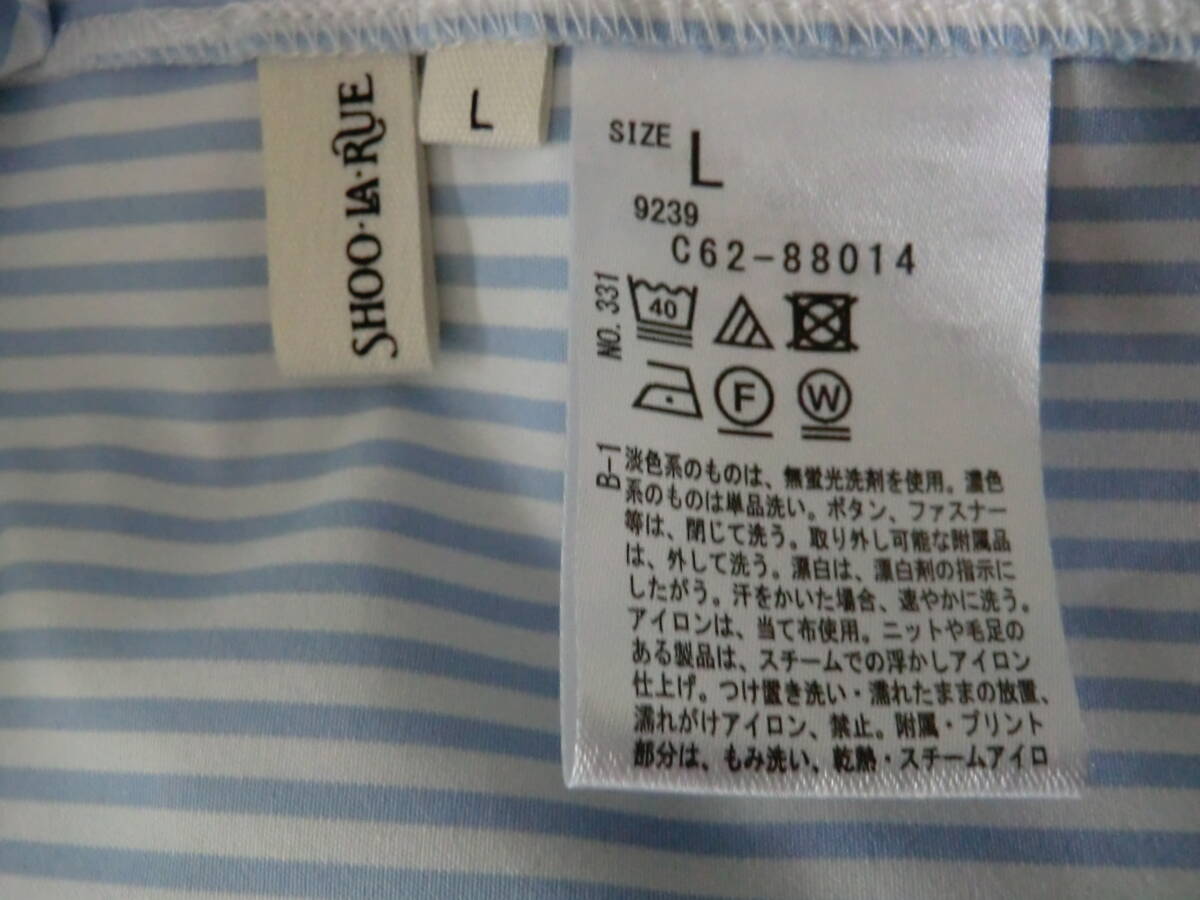 SHOO·LA·RUE
L
SIZE L
9239
C62-88014
NO. 331
40
F
W
B-1
淡色系のものは、無蛍光洗剤を使用。濃色
系のものは単品洗い。ボタン、ファスナー
等は、閉じて洗う。取り外し可能な附属品
は、外して洗う。漂白は、漂白剤の指示に
したがう。汗をかいた場合、速やかに洗う。
アイロンは、当て布使用。ニットや毛足の
ある製品は、スチームでの浮かしアイロン
仕上げ。つけ置き洗い・濡れたままの放置、
濡れがけアイロン、禁止。附属・プリント
部分は、もみ洗い、乾熱・スチームアイロ